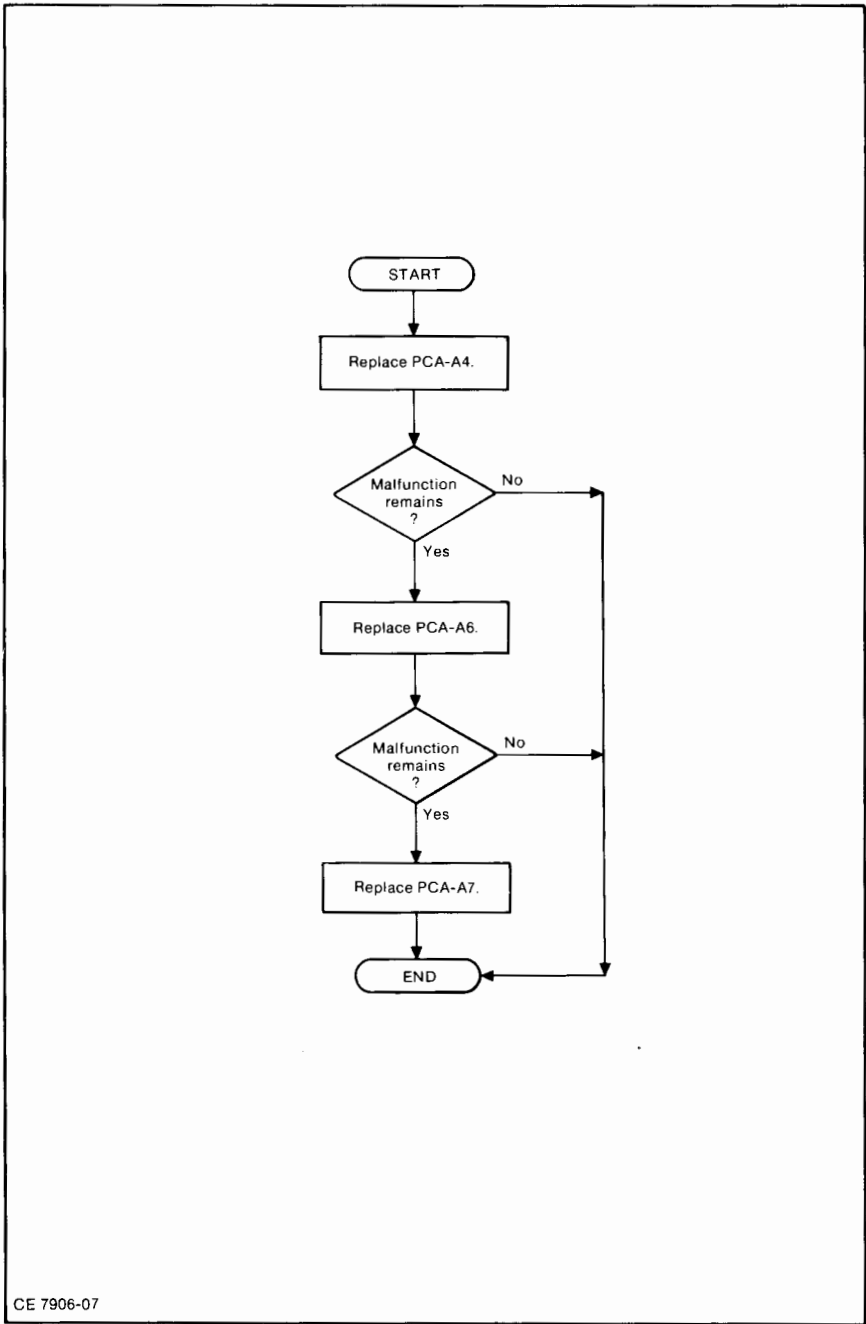 START
Replace PCA-A4.
Malfunction
remains
?
No
Yes
Replace PCA-A6.
Malfunction
remains
?
No
Yes
Replace PCA-A7.
END
CE 7906-07